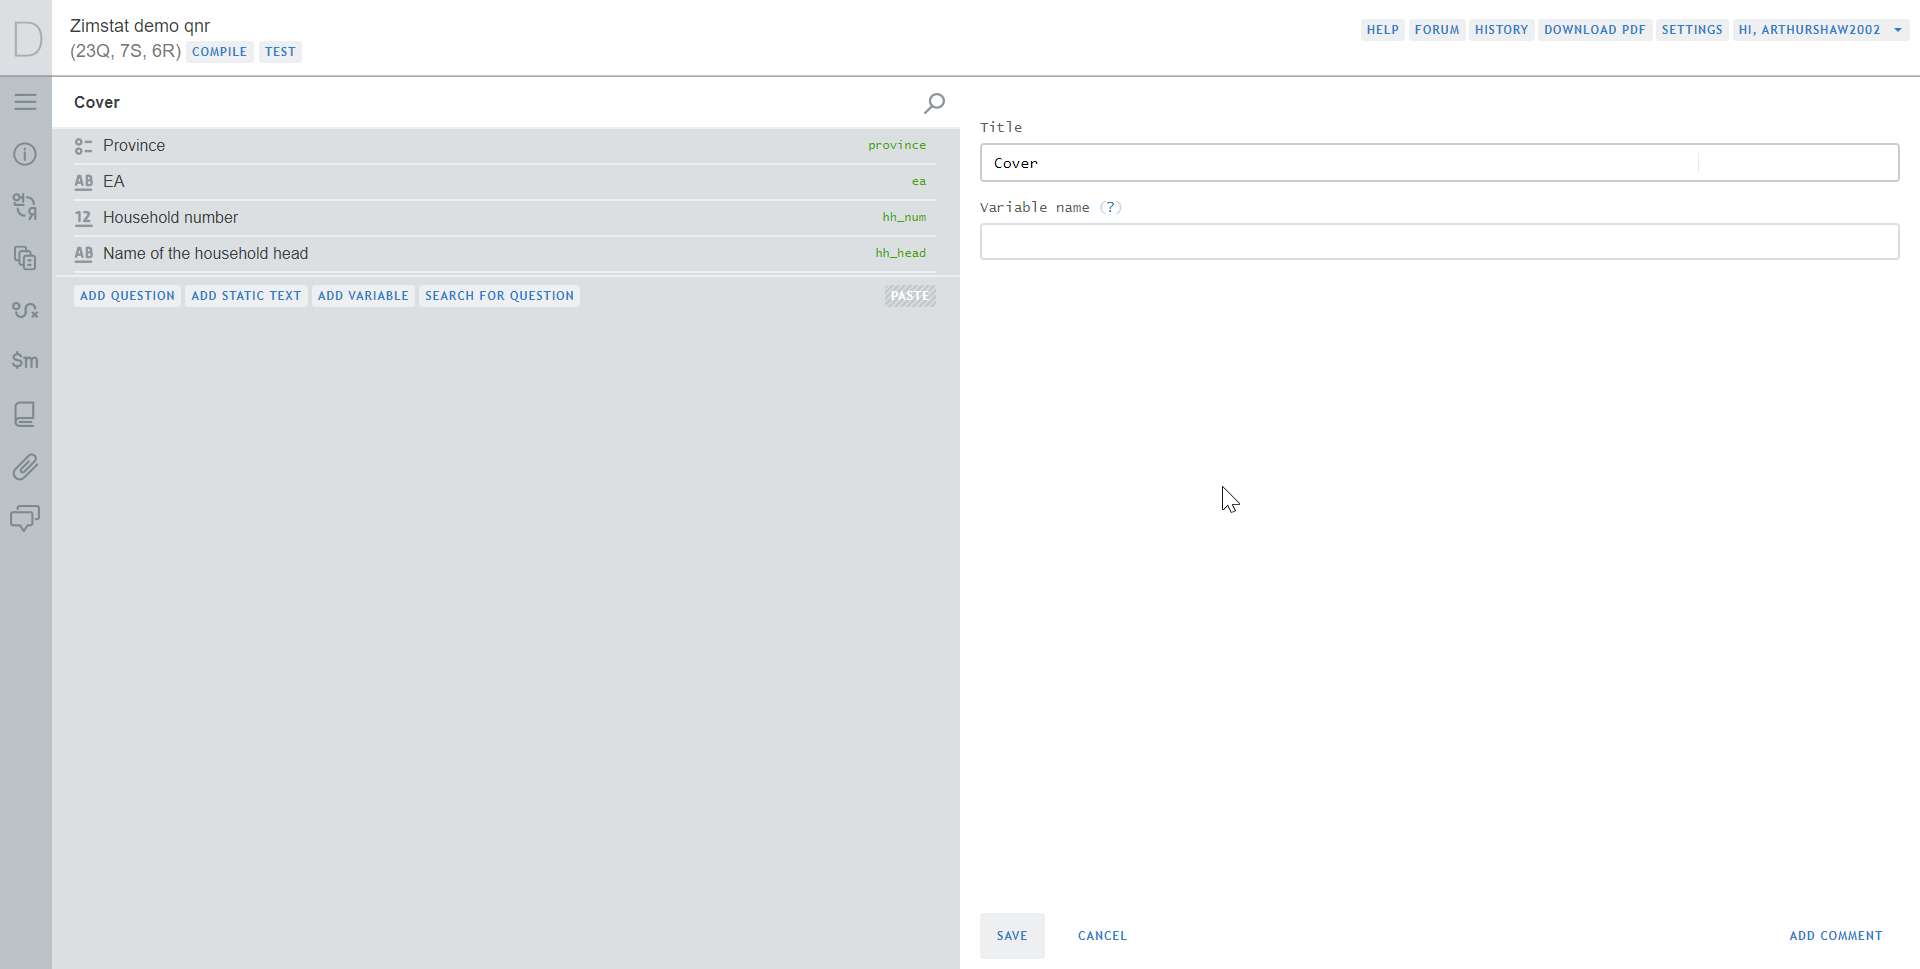 D
Zimstat demo qnr
(23Q, 7S, 6R) COMPILE TEST
HELP FORUM HISTORY DOWNLOAD PDF SETTINGS HI, ARTHURSHAW2002
Cover
Province province
AB EA ea
12 Household number hh_num
AB Name of the household head hh_head
ADD QUESTION ADD STATIC TEXT ADD VARIABLE SEARCH FOR QUESTION PASTE
$m
Title
Cover
Variable name (?)
SAVE CANCEL ADD COMMENT